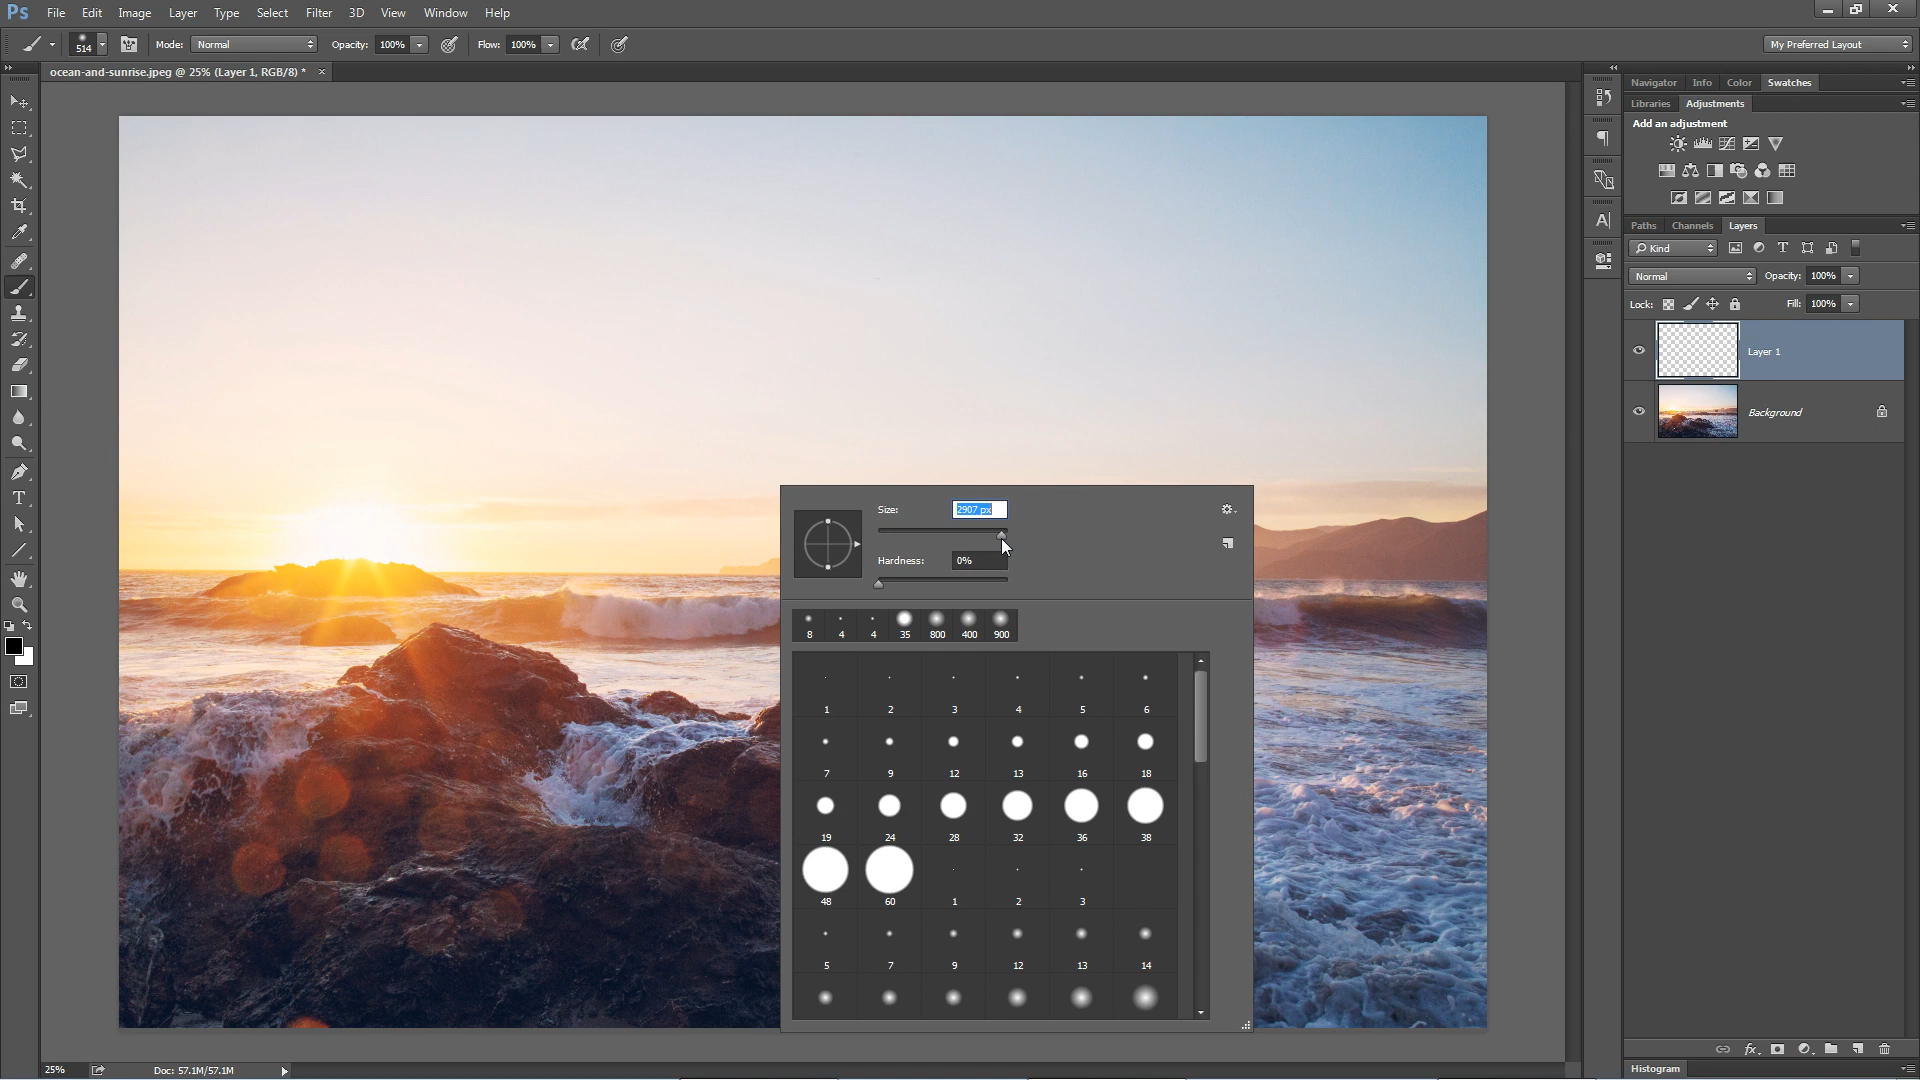 Ps File Edit Image Layer Type Select Filter 3D View Window Help
514 Mode: Normal Opacity: 100% Flow: 100% My Preferred Layout
ocean-and-sunrise.jpeg @ 25% (Layer 1, RGB/8) * ×
Navigator Info Color Swatches
Libraries Adjustments
Add an adjustment
Paths Channels Layers
Kind
Normal Opacity: 100%
Lock: Fill: 100%
Layer 1
Background
Size: 2907 px
Hardness: 0%
8 4 4 35 800 400 900
1 2 3 4 5 6
7 9 12 13 16 18
19 24 28 32 36 38
48 60 1 2 3
5 7 9 12 13 14
25% Doc: 57.1M/57.1M
Histogram